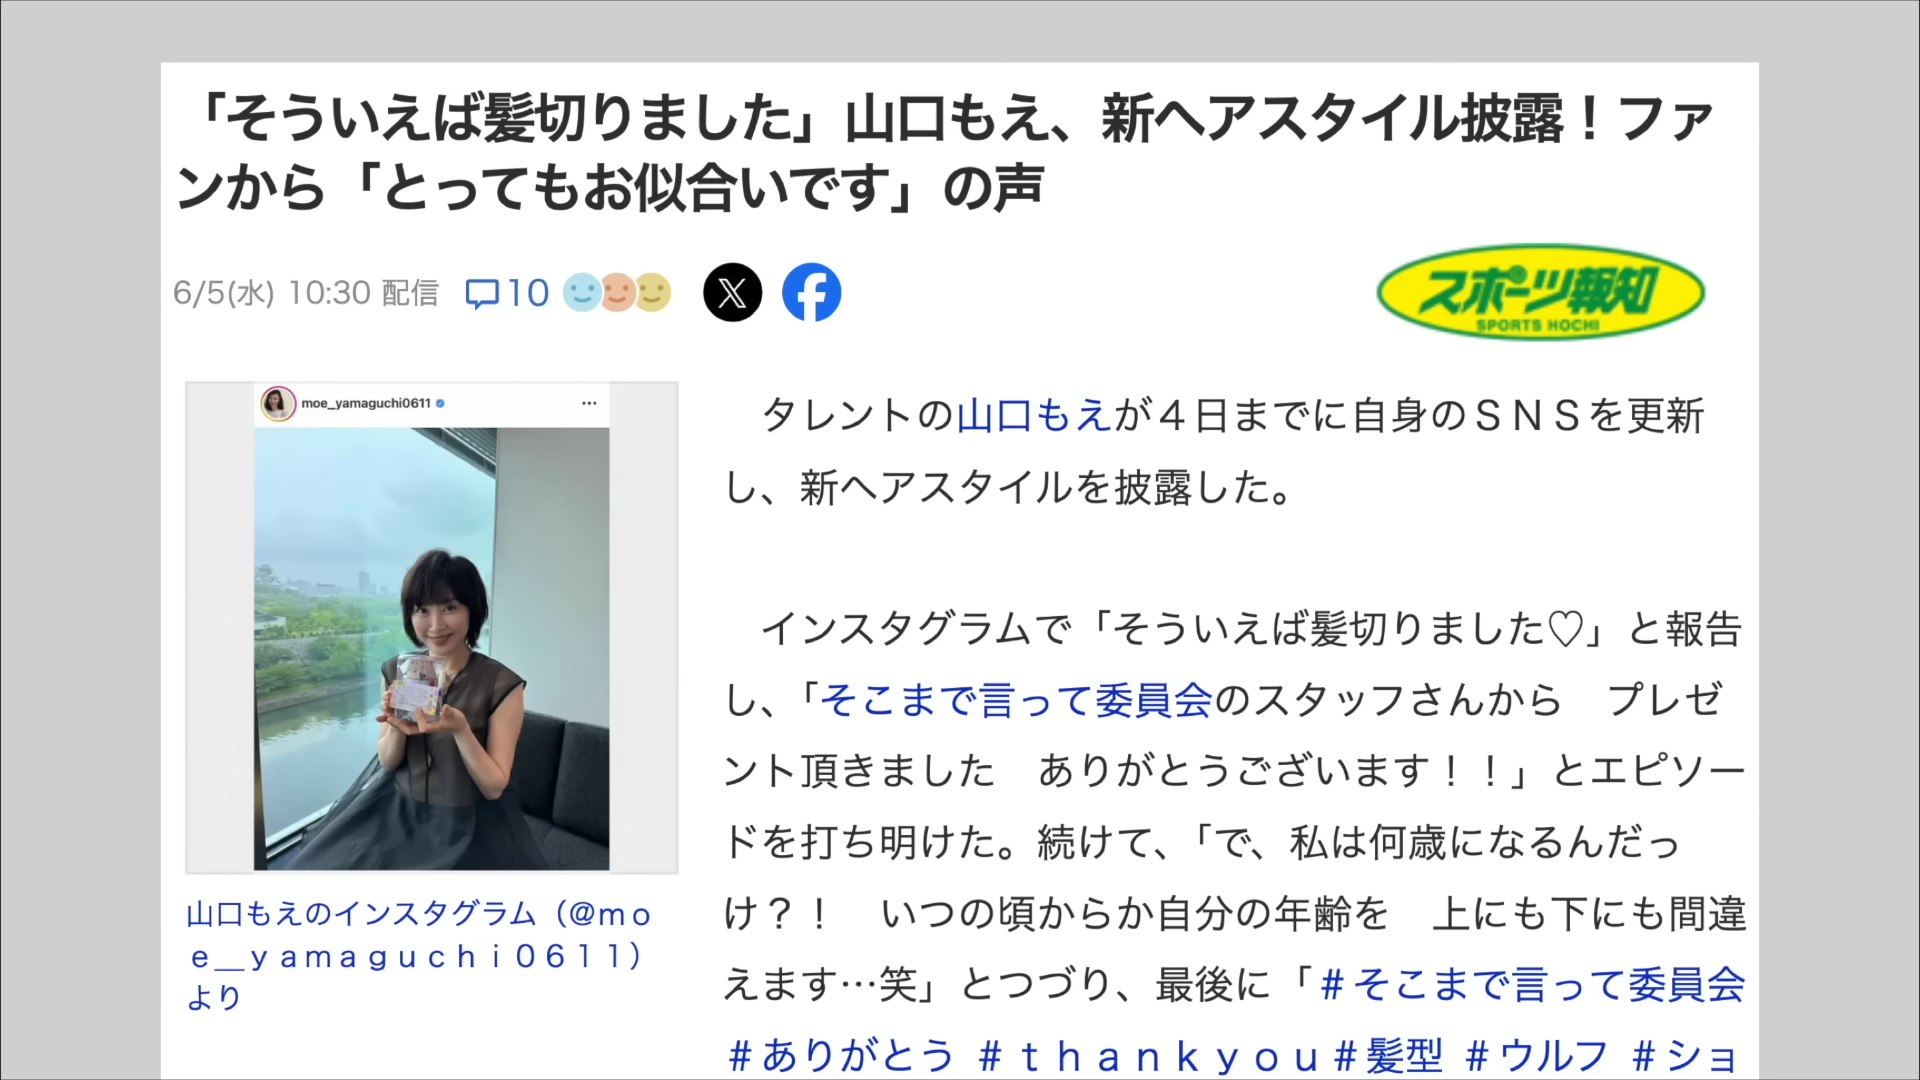 「そういえば髪切りました」山口もえ、新ヘアスタイル披露！ファ
ンから「とってもお似合いです」の声
6/5(水) 10:30 配信
10
スポーツ報知
SPORTS HOCHI
moe_yamaguchi0611
山口もえのインスタグラム（@ｍｏ
ｅ＿ｙａｍａｇｕｃｈｉ０６１１）
より
タレントの山口もえが４日までに自身のＳＮＳを更新
し、新ヘアスタイルを披露した。
インスタグラムで「そういえば髪切りました♡」と報告
し、「そこまで言って委員会のスタッフさんから　プレゼ
ント頂きました　ありがとうございます！！」とエピソー
ドを打ち明けた。続けて、「で、私は何歳になるんだっ
け？！　いつの頃からか自分の年齢を　上にも下にも間違
えます…笑」とつづり、最後に「＃そこまで言って委員会
＃ありがとう ＃ｔｈａｎｋｙｏｕ＃髪型 ＃ウルフ ＃ショ